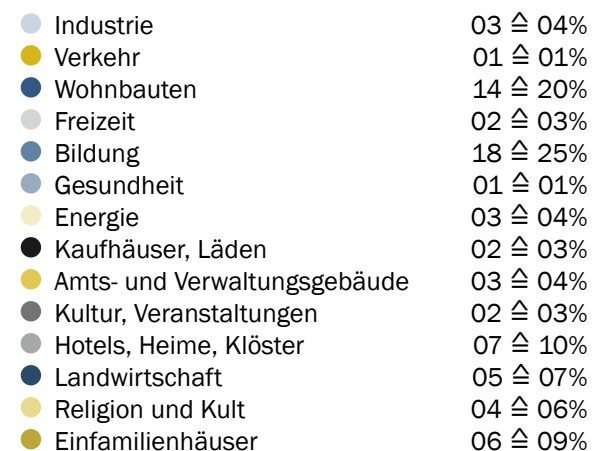 Industrie 03 ≙ 04%
Verkehr 01 ≙ 01%
Wohnbauten 14 ≙ 20%
Freizeit 02 ≙ 03%
Bildung 18 ≙ 25%
Gesundheit 01 ≙ 01%
Energie 03 ≙ 04%
Kaufhäuser, Läden 02 ≙ 03%
Amts- und Verwaltungsgebäude 03 ≙ 04%
Kultur, Veranstaltungen 02 ≙ 03%
Hotels, Heime, Klöster 07 ≙ 10%
Landwirtschaft 05 ≙ 07%
Religion und Kult 04 ≙ 06%
Einfamilienhäuser 06 ≙ 09%